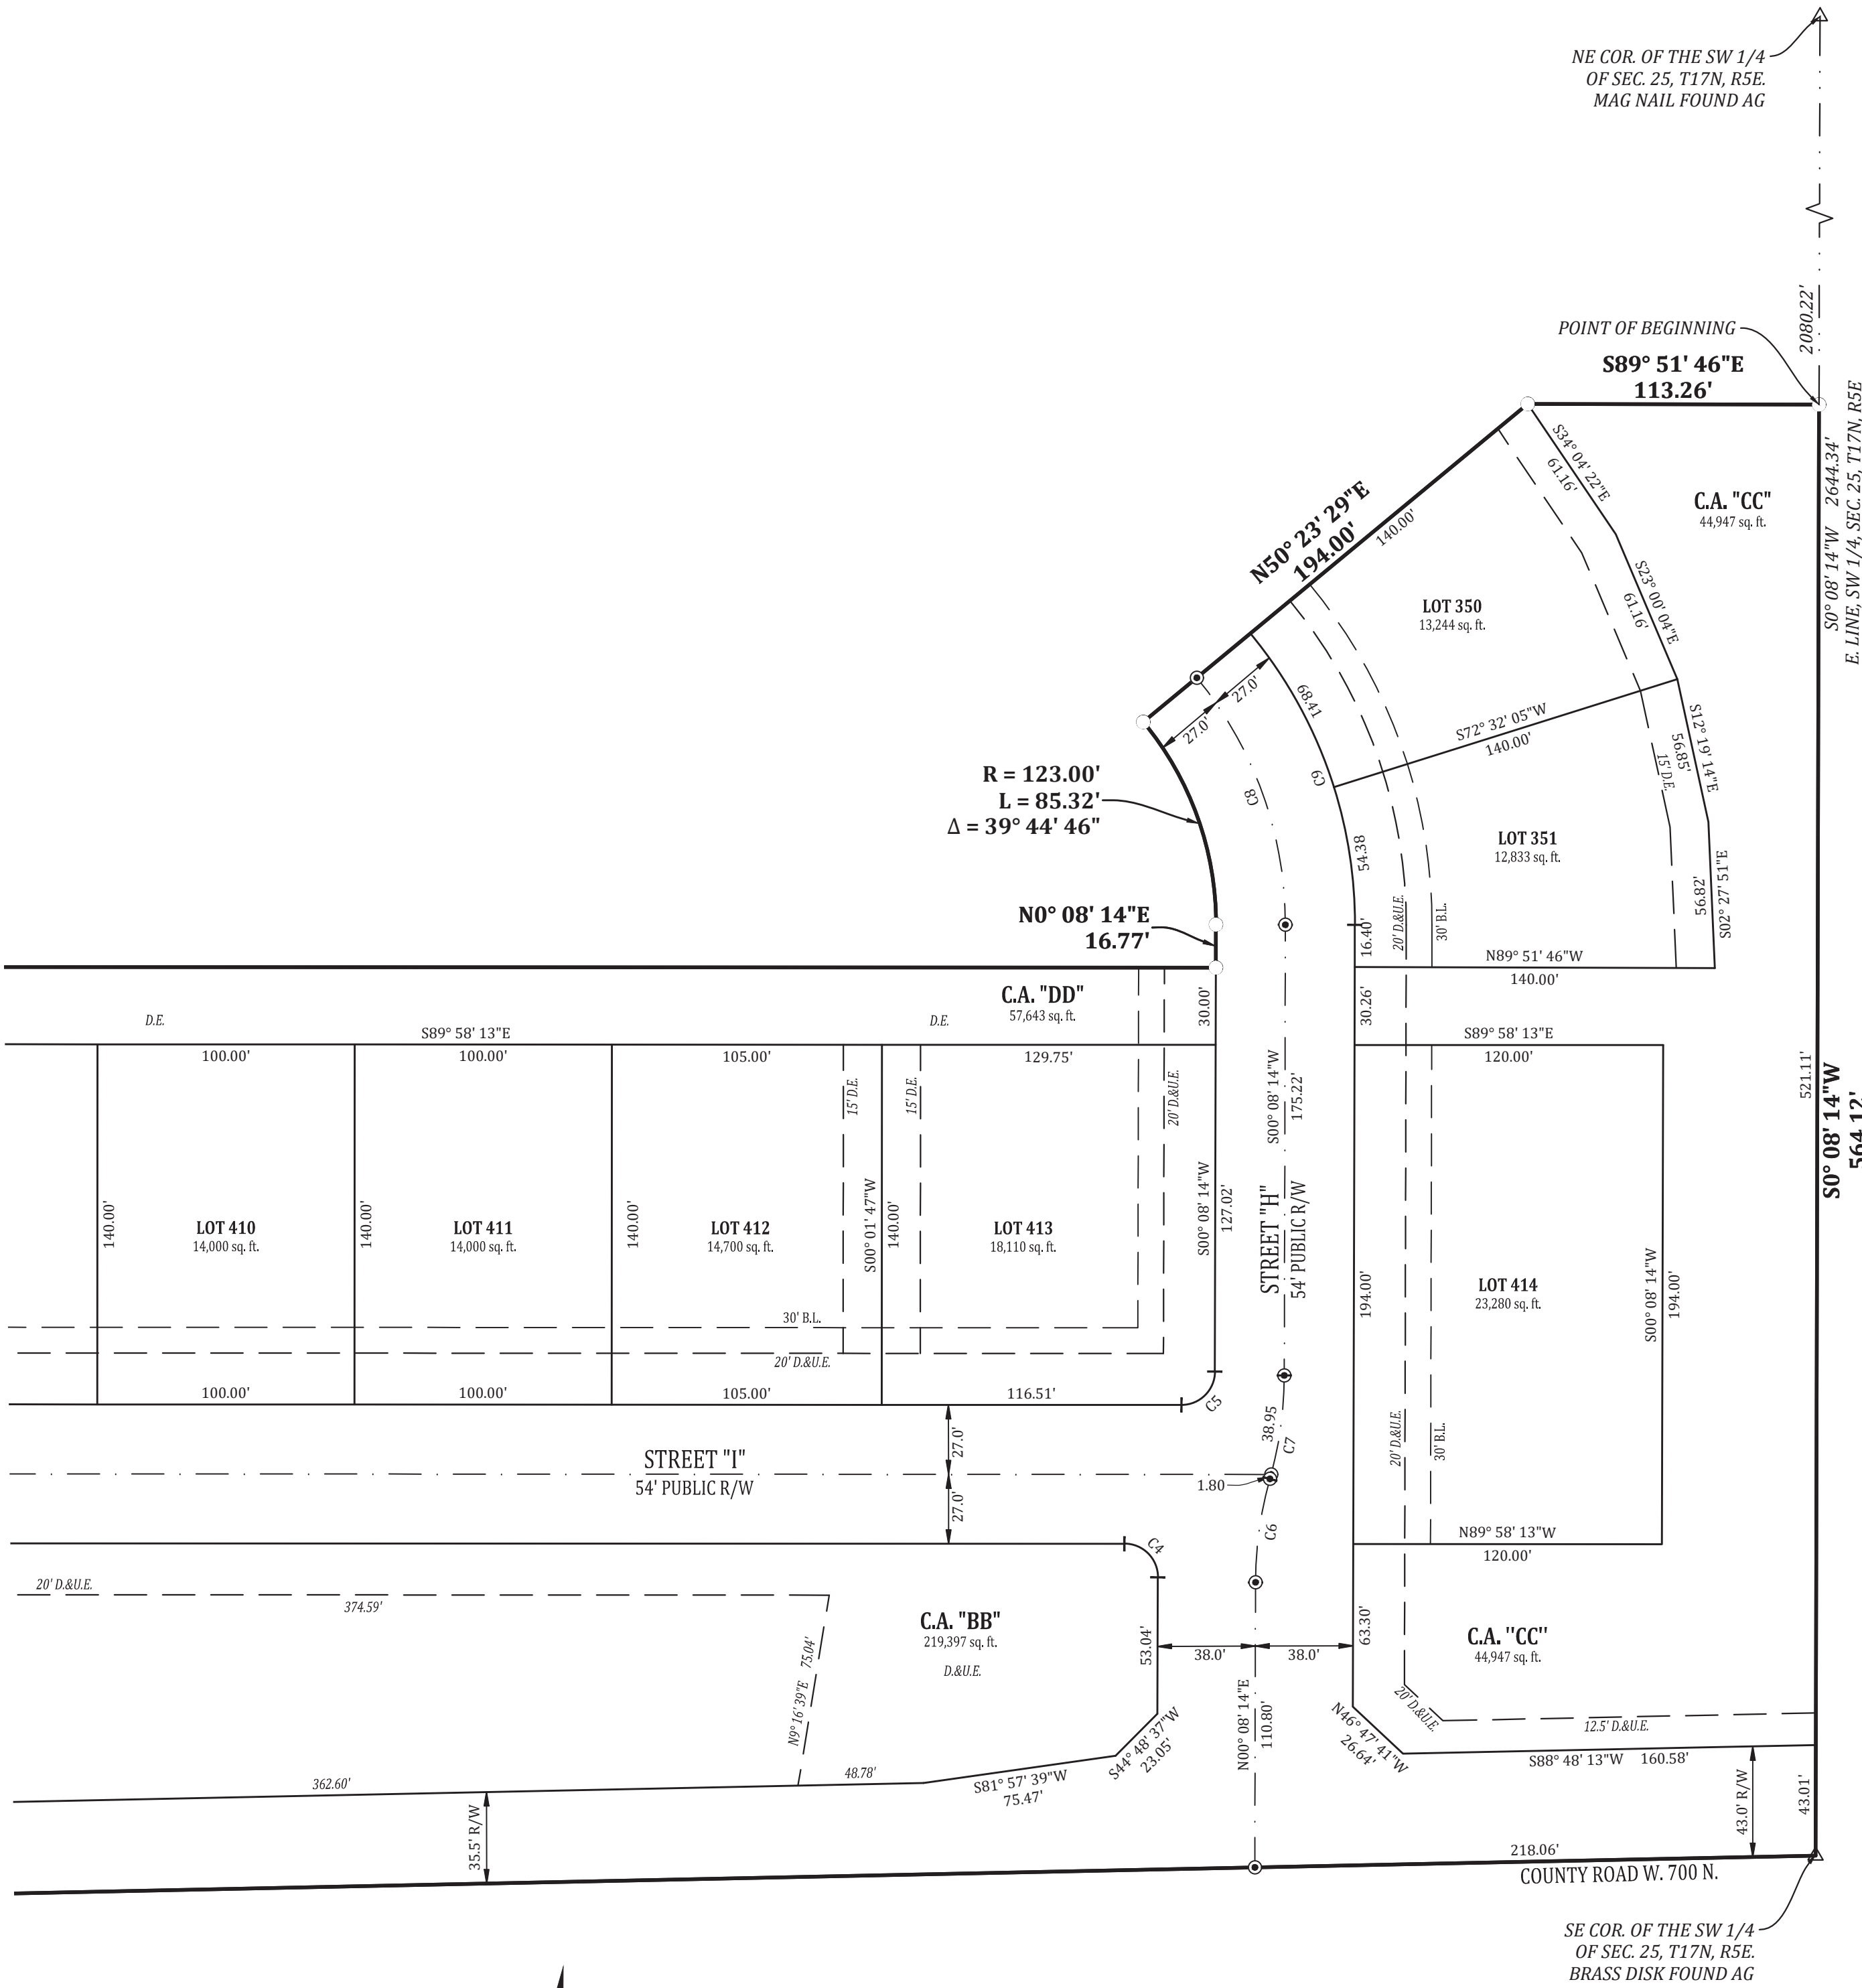 NE COR. OF THE SW 1/4
OF SEC. 25, T17N, R5E.
MAG NAIL FOUND AG
2080.22'
POINT OF BEGINNING
S89° 51' 46"E
113.26'
S0° 08' 14"W 2644.34'
E. LINE, SW 1/4, SEC. 25, T17N, R5E
S34° 04' 22"E
61.16'
C.A. "CC"
44,947 sq. ft.
N50° 23' 29"E
194.00'
140.00'
S23° 00' 04"E
61.16'
LOT 350
13,244 sq. ft.
27.0'
27.0'
68.41
C9
C8
S72° 32' 05"W
140.00'
S12° 19' 14"E
56.85'
15' D.E.
R = 123.00'
L = 85.32'
Δ = 39° 44' 46"
LOT 351
12,833 sq. ft.
54.38
S02° 27' 51"E
56.82'
N0° 08' 14"E
16.77'
16.40'
20' D.&U.E.
30' B.L.
N89° 51' 46"W
140.00'
C.A. "DD"
57,643 sq. ft.
30.00'
30.26'
D.E.
D.E.
S89° 58' 13"E
100.00'
100.00'
105.00'
129.75'
S89° 58' 13"E
120.00'
15' D.E.
15' D.E.
20' D.&U.E.
S00° 08' 14"W
175.22'
521.11'
S0° 08' 14"W
564.12'
140.00'
LOT 410
14,000 sq. ft.
140.00'
LOT 411
14,000 sq. ft.
140.00'
LOT 412
14,700 sq. ft.
S00° 01' 47"W
140.00'
LOT 413
18,110 sq. ft.
S00° 08' 14"W
127.02'
STREET "H"
54' PUBLIC R/W
194.00'
LOT 414
23,280 sq. ft.
S00° 08' 14"W
194.00'
30' B.L.
20' D.&U.E.
100.00'
100.00'
105.00'
116.51'
C5
38.95
C7
20' D.&U.E.
30' B.L.
STREET "I"
54' PUBLIC R/W
27.0'
27.0'
1.80
C6
C4
N89° 58' 13"W
120.00'
20' D.&U.E.
374.59'
N9° 16' 39"E 75.04'
C.A. "BB"
219,397 sq. ft.
D.&U.E.
53.04'
38.0'
38.0'
63.30'
C.A. "CC"
44,947 sq. ft.
N00° 08' 14"E
110.80'
S44° 48' 37"W
23.05'
N46° 47' 41"W
26.64'
20' D.&U.E.
12.5' D.&U.E.
S88° 48' 13"W 160.58'
362.60'
48.78'
S81° 57' 39"W
75.47'
35.5' R/W
43.0' R/W
43.01'
218.06'
COUNTY ROAD W. 700 N.
SE COR. OF THE SW 1/4
OF SEC. 25, T17N, R5E.
BRASS DISK FOUND AG